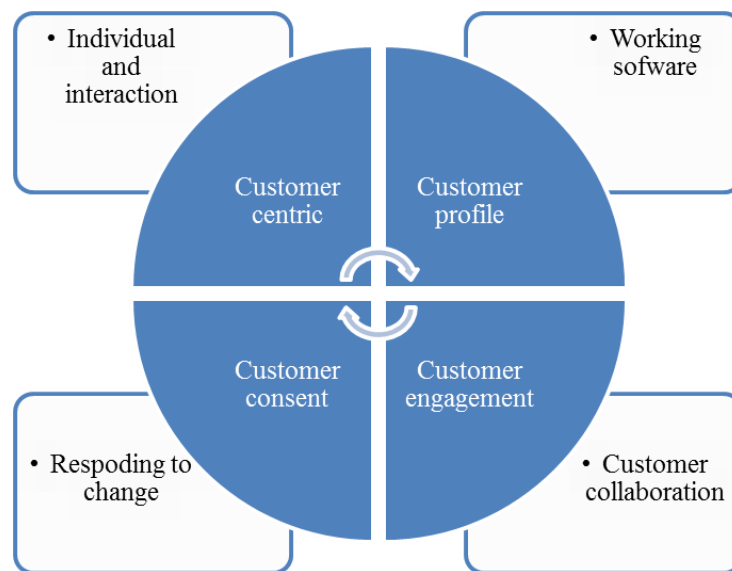 • Individual
and
interaction
• Working
sofware
Customer
centric
Customer
profile
Customer
consent
Customer
engagement
• Respoding to
change
• Customer
collaboration